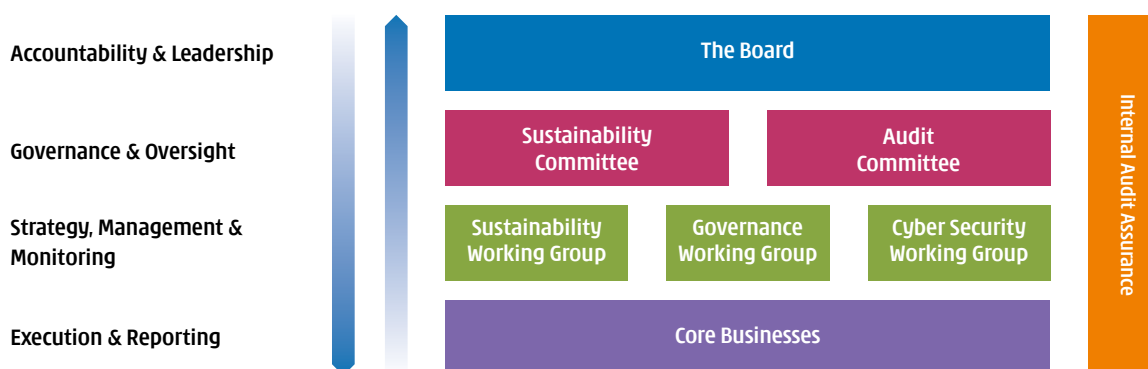 Accountability & Leadership
The Board
Governance & Oversight
Sustainability
Committee
Audit
Committee
Strategy, Management &
Monitoring
Sustainability
Working Group
Governance
Working Group
Cyber Security
Working Group
Execution & Reporting
Core Businesses
Internal Audit Assurance